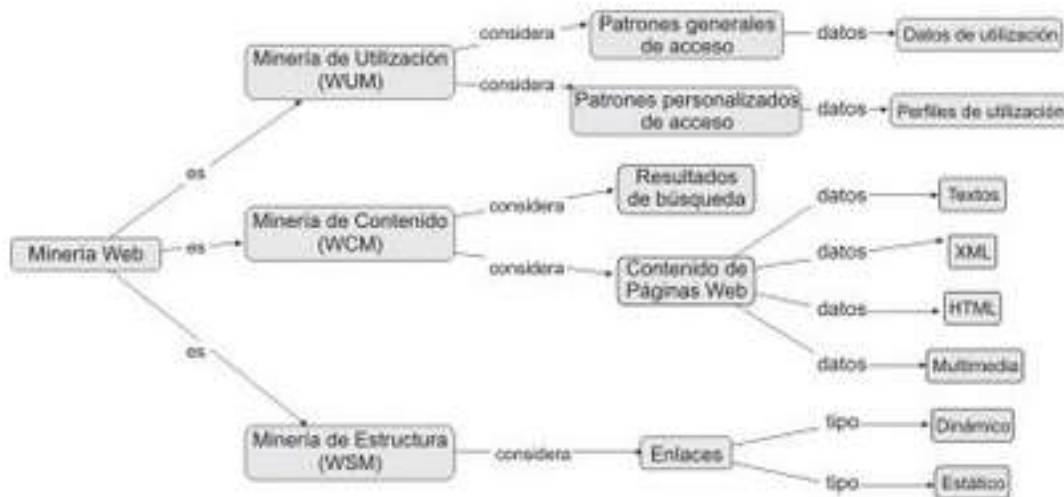 Minería Web
es
Minería de Utilización
(WUM)
considera
Patrones generales
de acceso
datos
Datos de utilización
considera
Patrones personalizados
de acceso
datos
Perfiles de utilización
es
Minería de Contenido
(WCM)
considera
Resultados
de búsqueda
considera
Contenido de
Páginas Web
datos
Textos
datos
XML
datos
HTML
datos
Multimedia
es
Minería de Estructura
(WSM)
considera
Enlaces
tipo
Dinámico
tipo
Estático